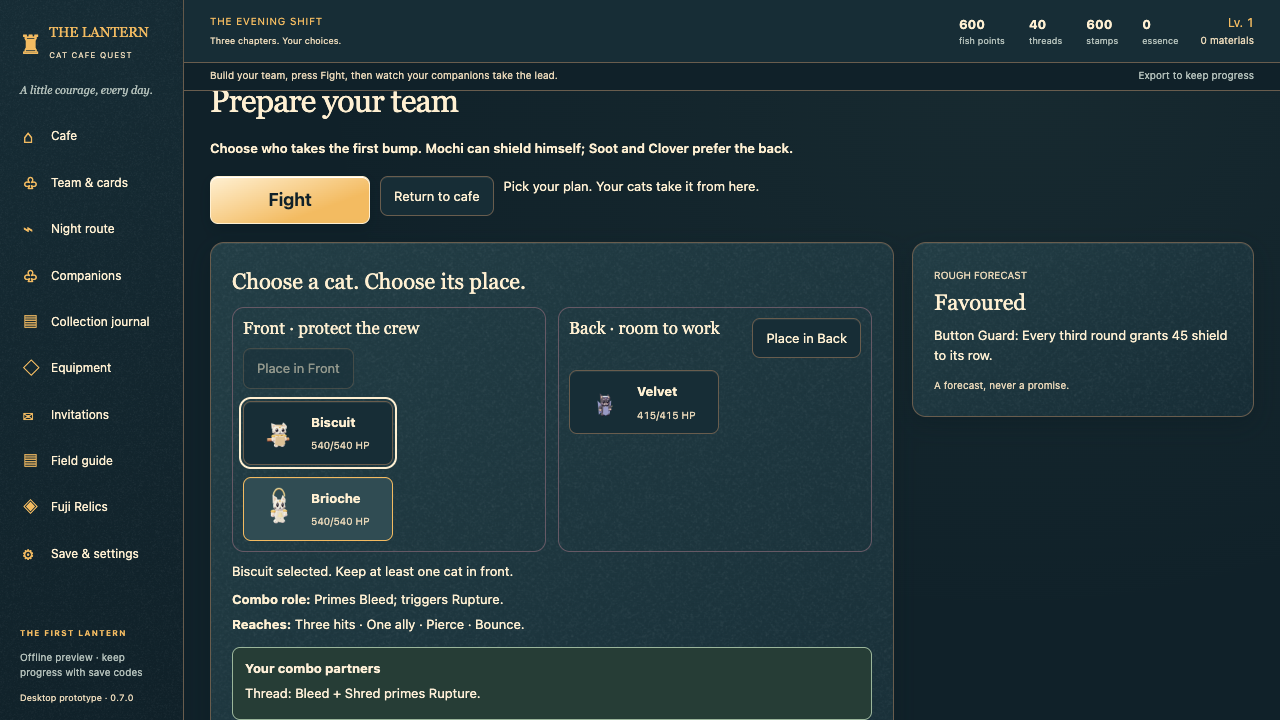 THE LANTERN
CAT CAFE QUEST
A little courage, every day.
Cafe
Team & cards
Night route
Companions
Collection journal
Equipment
Invitations
Field guide
Fuji Relics
Save & settings
THE FIRST LANTERN
Offline preview · keep
progress with save codes
Desktop prototype · 0.7.0
THE EVENING SHIFT
Three chapters. Your choices.
600
fish points
40
threads
600
stamps
0
essence
Lv. 1
0 materials
Build your team, press Fight, then watch your companions take the lead.
Export to keep progress
Prepare your team
Choose who takes the first bump. Mochi can shield himself; Soot and Clover prefer the back.
Fight
Return to cafe
Pick your plan. Your cats take it from here.
Choose a cat. Choose its place.
Front · protect the crew
Place in Front
Biscuit
540/540 HP
Brioche
540/540 HP
Back · room to work
Place in Back
Velvet
415/415 HP
Biscuit selected. Keep at least one cat in front.
Combo role: Primes Bleed; triggers Rupture.
Reaches: Three hits · One ally · Pierce · Bounce.
Your combo partners
Thread: Bleed + Shred primes Rupture.
ROUGH FORECAST
Favoured
Button Guard: Every third round grants 45 shield
to its row.
A forecast, never a promise.